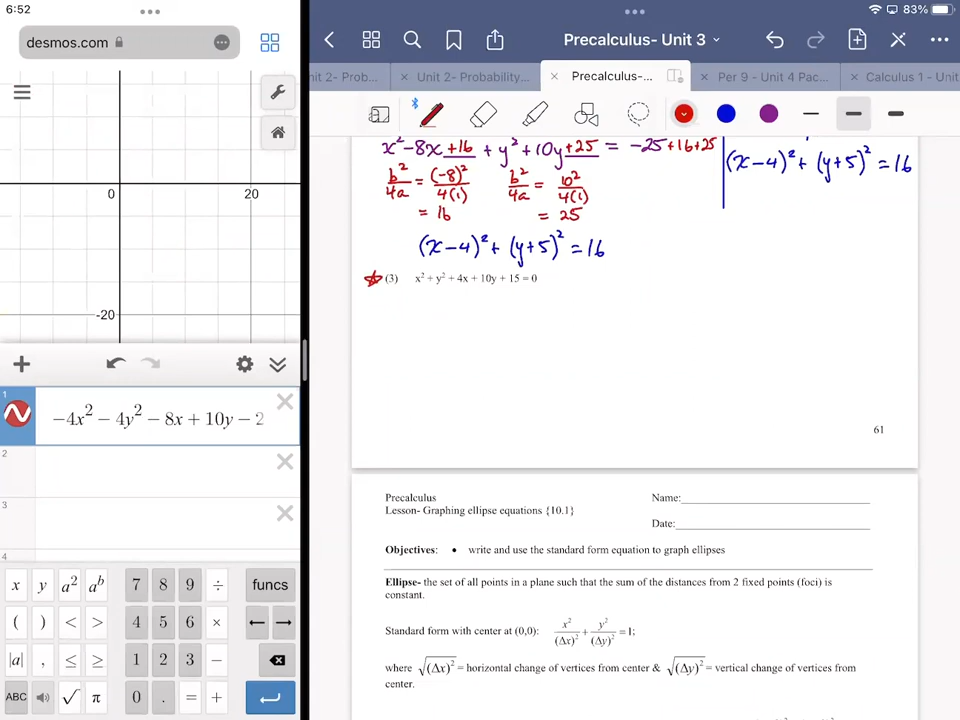 6:52
83%
desmos.com
Precalculus- Unit 3
nit 2- Prob...
Unit 2- Probability...
Precalculus-...
Per 9 - Unit 4 Pac...
Calculus 1 - Unit
0
20
-20
x² - 8x +16 + y² + 10y +25 = -25+16+25
b²/4a = (-8)²/4(1)
= 16
b²/4a = 10²/4(1)
= 25
(x-4)² + (y+5)² = 16
(x-4)² + (y+5)² = 16
(3) x² + y² + 4x + 10y + 15 = 0
61
Precalculus
Name:
Lesson- Graphing ellipse equations {10.1}
Date:
Objectives: • write and use the standard form equation to graph ellipses
Ellipse- the set of all points in a plane such that the sum of the distances from 2 fixed points (foci) is
constant.
Standard form with center at (0,0): x²/(Δx)² + y²/(Δy)² = 1;
where √(Δx)² = horizontal change of vertices from center & √(Δy)² = vertical change of vertices from
center.
1
-4x² - 4y² - 8x + 10y - 2
2
3
4
x y a² aᵇ 7 8 9 ÷ funcs
( ) < > 4 5 6 × ← →
|a| , ≤ ≥ 1 2 3 −
ABC √ π 0 . = +